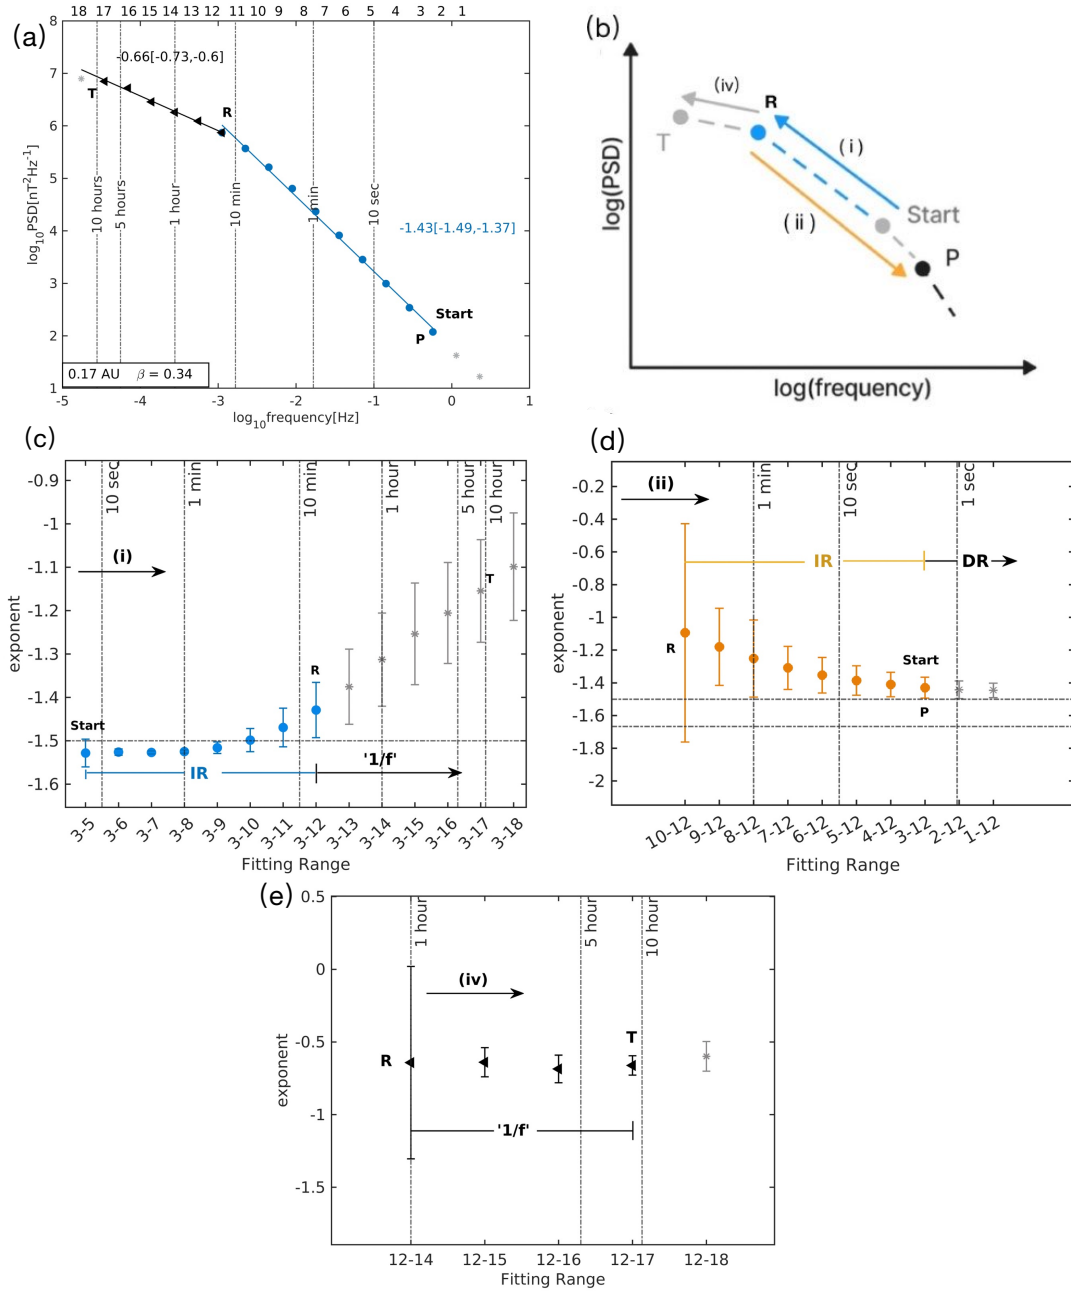 (a)
18 17 16 15 14 13 12 11 10 9 8 7 6 5 4 3 2 1
8
7
6
5
4
3
2
1
log10PSD[nT2Hz-1]
-0.66[-0.73,-0.6]
T
R
10 hours
5 hours
1 hour
10 min
1 min
10 sec
-1.43[-1.49,-1.37]
Start
P
0.17 AU β = 0.34
-5 -4 -3 -2 -1 0 1
log10frequency[Hz]
(b)
log(PSD)
(iv)
R
T
(i)
(ii)
Start
P
log(frequency)
(c)
-0.9
-1
-1.1
-1.2
-1.3
-1.4
-1.5
-1.6
exponent
10 sec
1 min
10 min
1 hour
5 hour
10 hour
(i)
T
R
Start
IR
'1/f'
3-5 3-6 3-7 3-8 3-9 3-10 3-11 3-12 3-13 3-14 3-15 3-16 3-17 3-18
Fitting Range
(d)
-0.2
-0.4
-0.6
-0.8
-1
-1.2
-1.4
-1.6
-1.8
-2
exponent
(ii)
1 min
10 sec
1 sec
IR
DR
R
Start
P
10-12 9-12 8-12 7-12 6-12 5-12 4-12 3-12 2-12 1-12
Fitting Range
(e)
0.5
0
-0.5
-1
-1.5
exponent
1 hour
5 hour
10 hour
(iv)
T
R
'1/f'
12-14 12-15 12-16 12-17 12-18
Fitting Range